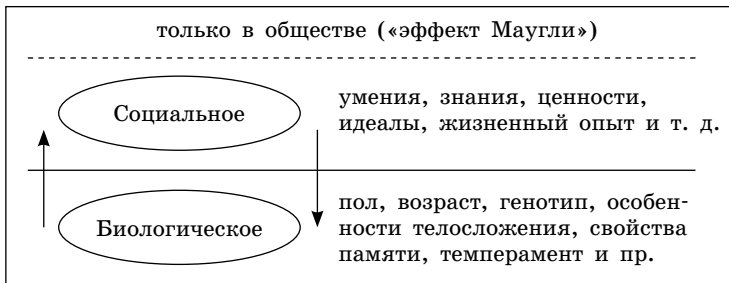 только в обществе («эффект Маугли»)
Социальное
умения, знания, ценности,
идеалы, жизненный опыт и т. д.
Биологическое
пол, возраст, генотип, особен-
ности телосложения, свойства
памяти, темперамент и пр.